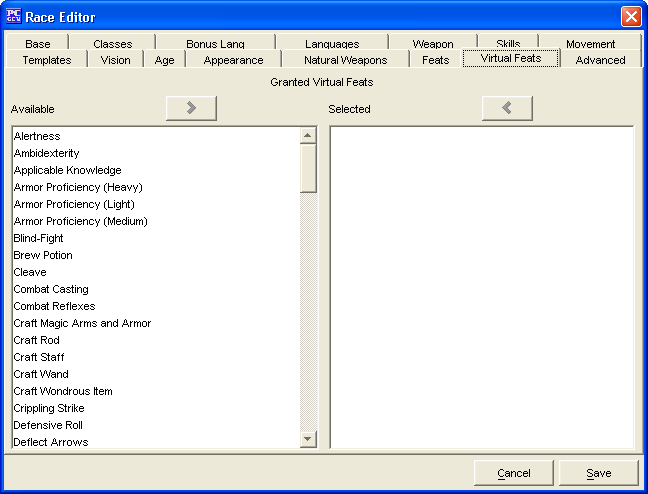 PC GEN Race Editor
Base Classes Bonus Lang Languages Weapon Skills Movement
Templates Vision Age Appearance Natural Weapons Feats Virtual Feats Advanced
Granted Virtual Feats
Available Selected
Alertness
Ambidexterity
Applicable Knowledge
Armor Proficiency (Heavy)
Armor Proficiency (Light)
Armor Proficiency (Medium)
Blind-Fight
Brew Potion
Cleave
Combat Casting
Combat Reflexes
Craft Magic Arms and Armor
Craft Rod
Craft Staff
Craft Wand
Craft Wondrous Item
Crippling Strike
Defensive Roll
Deflect Arrows
Cancel Save